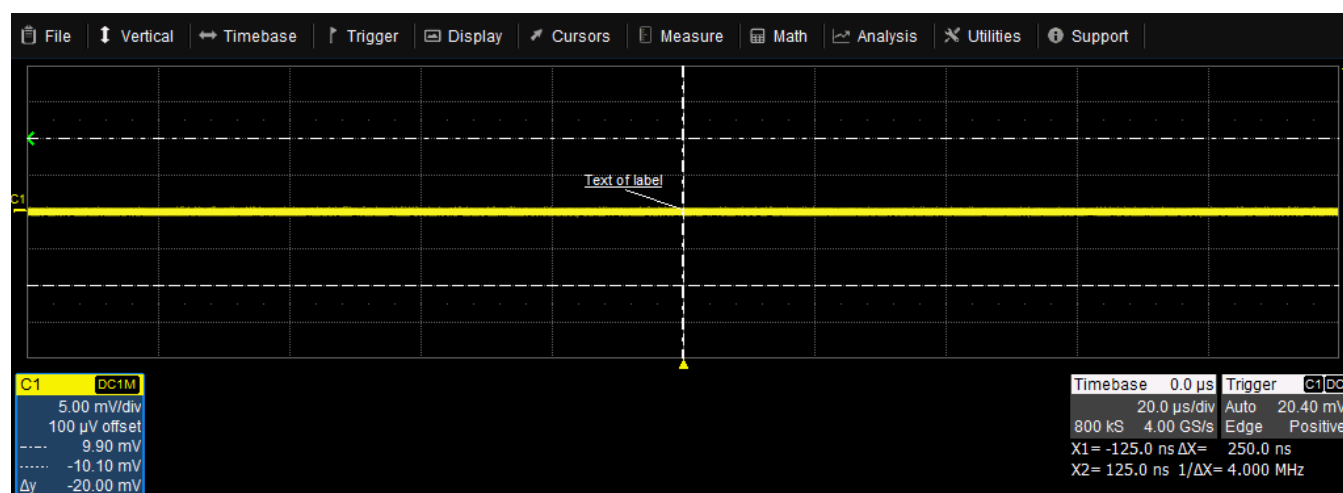 File Vertical Timebase Trigger Display Cursors Measure Math Analysis Utilities Support
Text of label
C1
C1 DC1M
5.00 mV/div
100 µV offset
9.90 mV
-10.10 mV
Δy -20.00 mV
Timebase 0.0 µs
20.0 µs/div
800 kS 4.00 GS/s
Trigger C1 DC
Auto 20.40 mV
Edge Positive
X1= -125.0 ns ΔX= 250.0 ns
X2= 125.0 ns 1/ΔX= 4.000 MHz